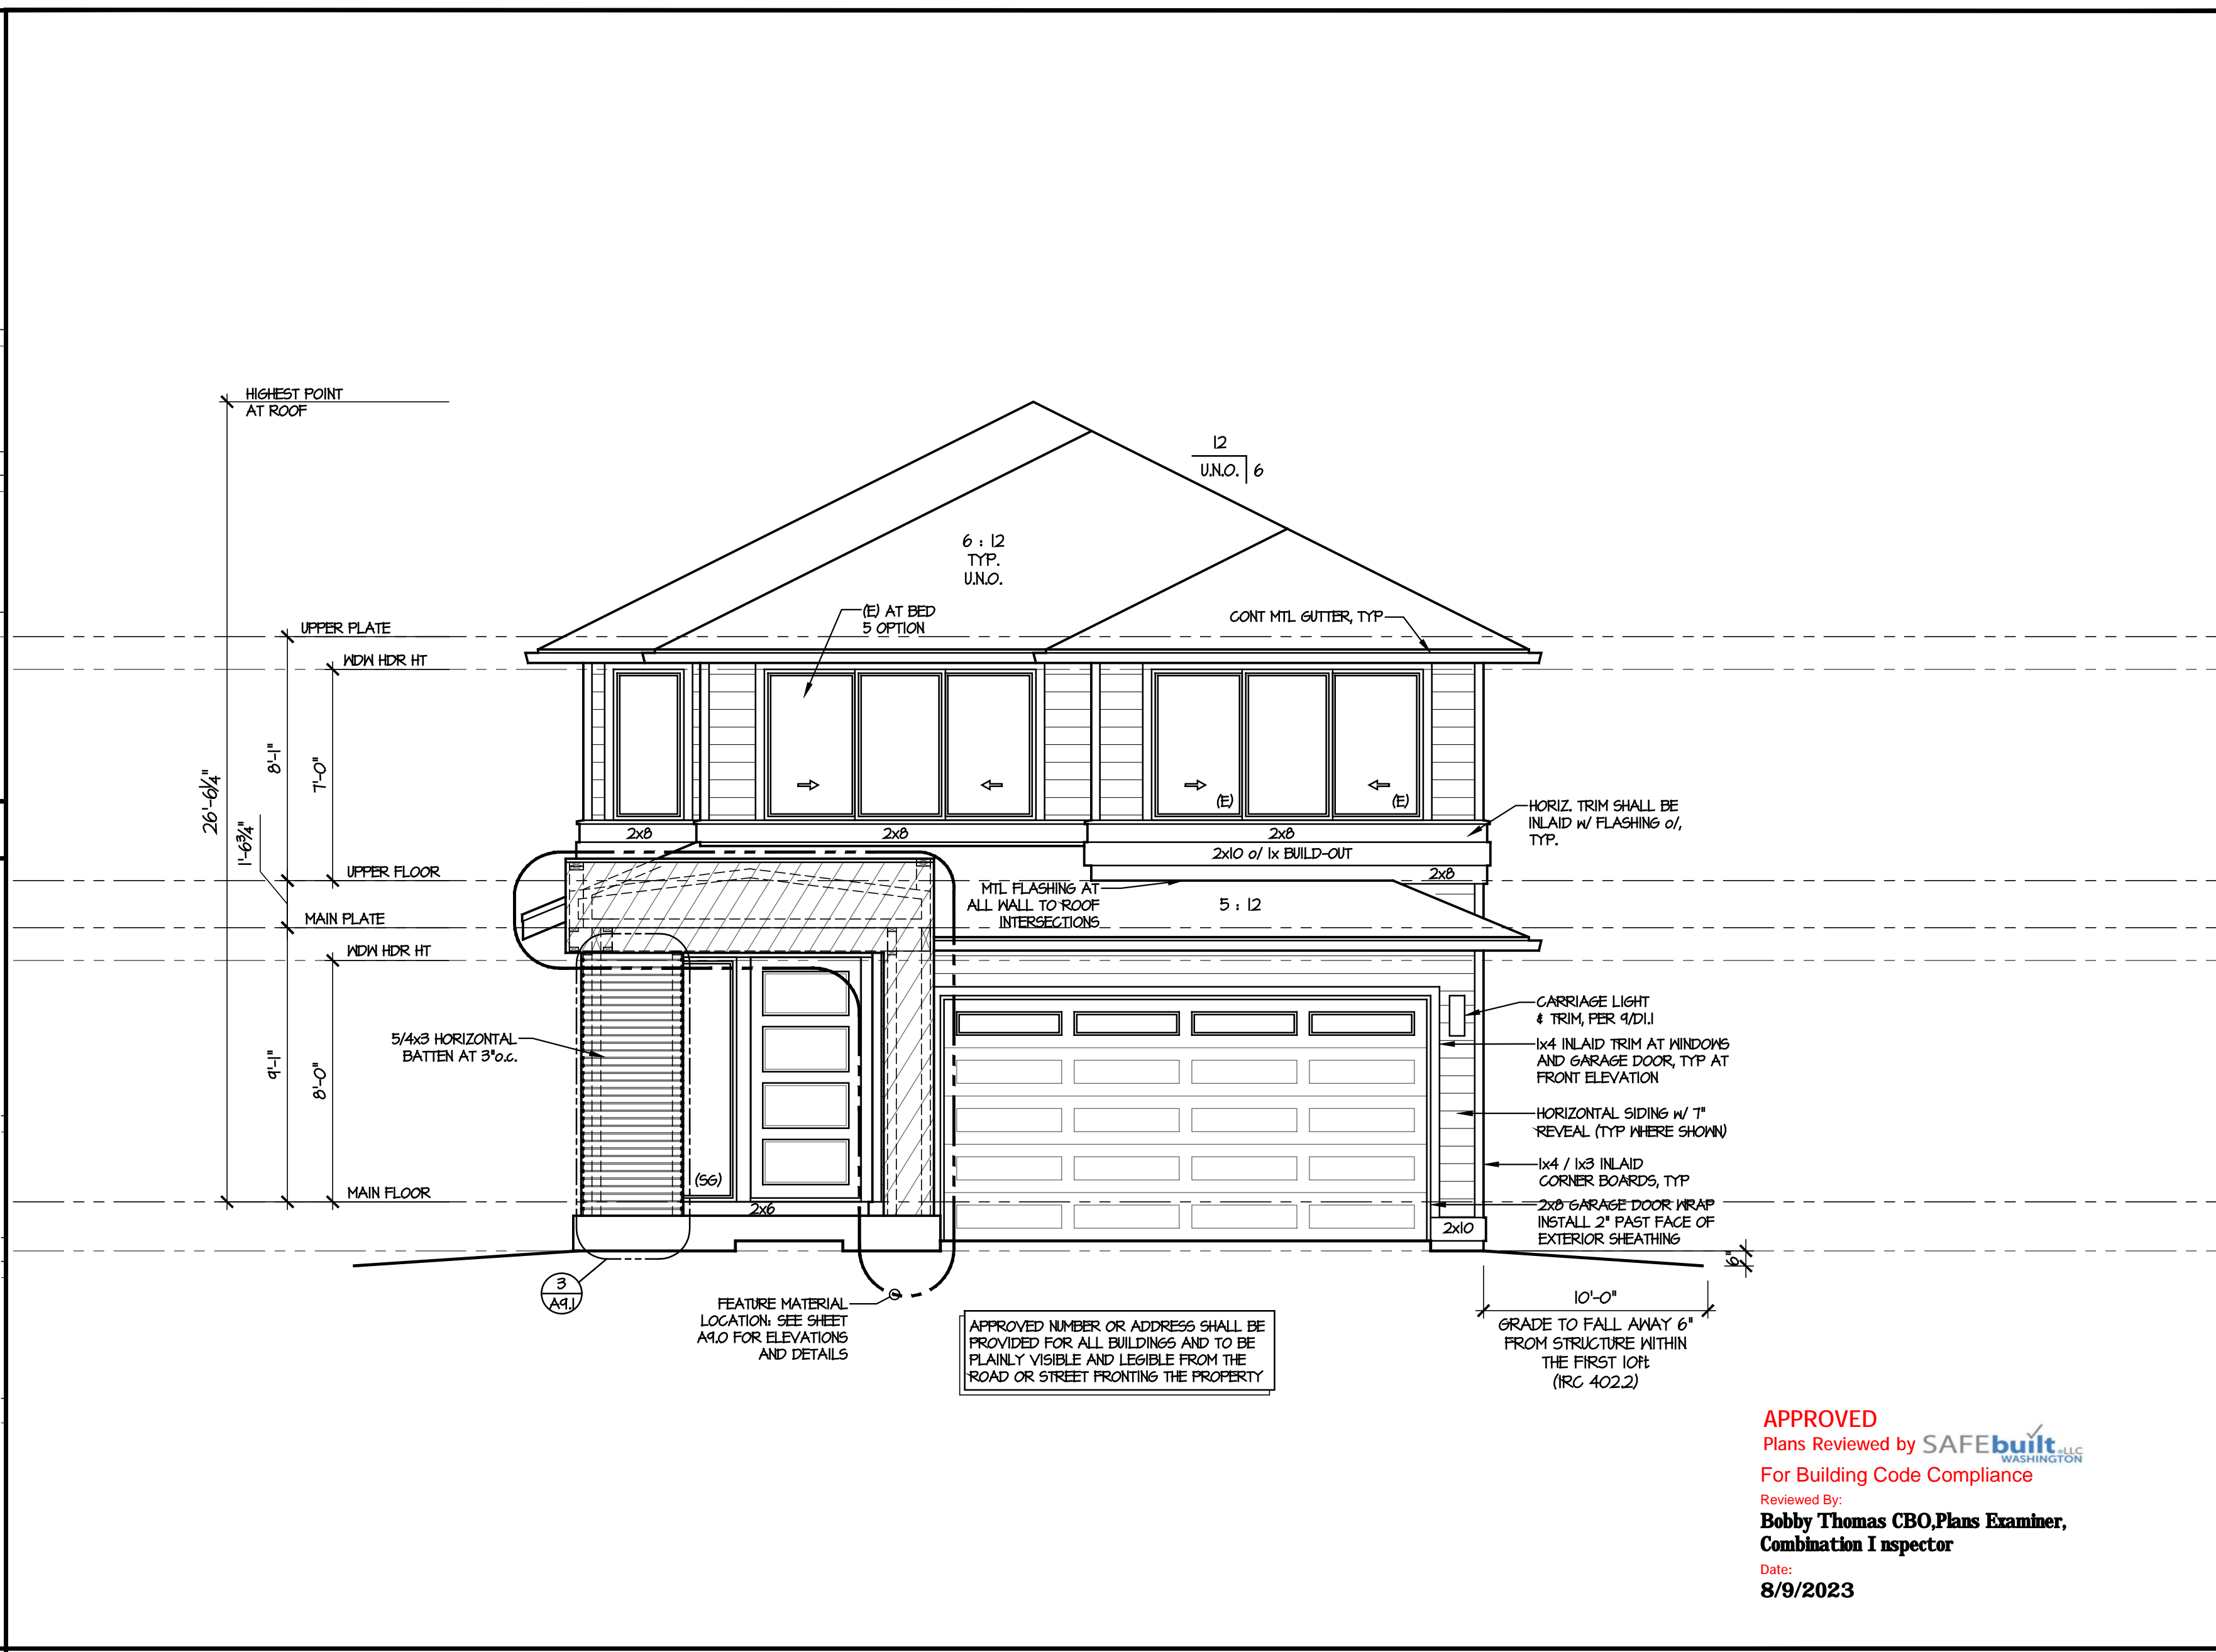 HIGHEST POINT
AT ROOF
12
U.N.O. 6
6 : 12
TYP.
U.N.O.
(E) AT BED
5 OPTION
CONT MTL GUTTER, TYP
UPPER PLATE
WDW HDR HT
8'-1"
7'-0"
26'-6 1/4"
1'-6 3/4"
(E)
(E)
HORIZ. TRIM SHALL BE
INLAID w/ FLASHING o/,
TYP.
2x8
2x8
2x8
2x10 o/ 1x BUILD-OUT
2x8
UPPER FLOOR
MTL FLASHING AT
ALL WALL TO ROOF
INTERSECTIONS
5 : 12
MAIN PLATE
WDW HDR HT
CARRIAGE LIGHT
& TRIM, PER 9/D1.1
5/4x3 HORIZONTAL
BATTEN AT 3"o.c.
1x4 INLAID TRIM AT WINDOWS
AND GARAGE DOOR, TYP AT
FRONT ELEVATION
9'-1"
8'-0"
HORIZONTAL SIDING w/ 7"
REVEAL (TYP WHERE SHOWN)
1x4 / 1x3 INLAID
CORNER BOARDS, TYP
(SG)
MAIN FLOOR
2x6
2x8 GARAGE DOOR WRAP
INSTALL 2" PAST FACE OF
EXTERIOR SHEATHING
2x10
6"
3
A9.1
FEATURE MATERIAL
LOCATION: SEE SHEET
A9.0 FOR ELEVATIONS
AND DETAILS
APPROVED NUMBER OR ADDRESS SHALL BE
PROVIDED FOR ALL BUILDINGS AND TO BE
PLAINLY VISIBLE AND LEGIBLE FROM THE
ROAD OR STREET FRONTING THE PROPERTY
10'-0"
GRADE TO FALL AWAY 6"
FROM STRUCTURE WITHIN
THE FIRST 10ft
(IRC 402.2)
APPROVED
Plans Reviewed by SAFEbuilt LLC
WASHINGTON
For Building Code Compliance
Reviewed By:
Bobby Thomas CBO,Plans Examiner,
Combination I nspector
Date:
8/9/2023